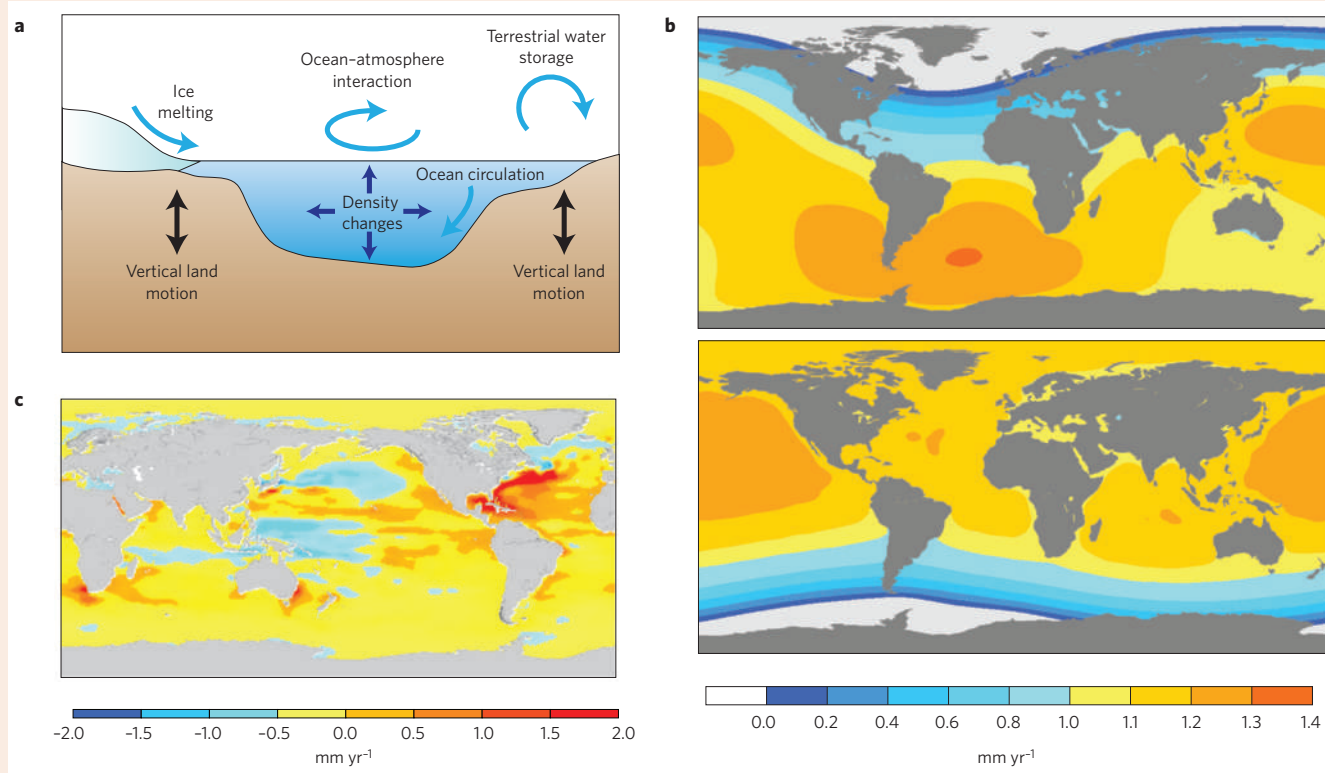 a
Ice
melting
Ocean–atmosphere
interaction
Terrestrial water
storage
Ocean circulation
Density
changes
Vertical land
motion
Vertical land
motion
b
c
–2.0 –1.5 –1.0 –0.5 0.0 0.5 1.0 1.5 2.0
mm yr⁻¹
0.0 0.2 0.4 0.6 0.8 1.0 1.1 1.2 1.3 1.4
mm yr⁻¹